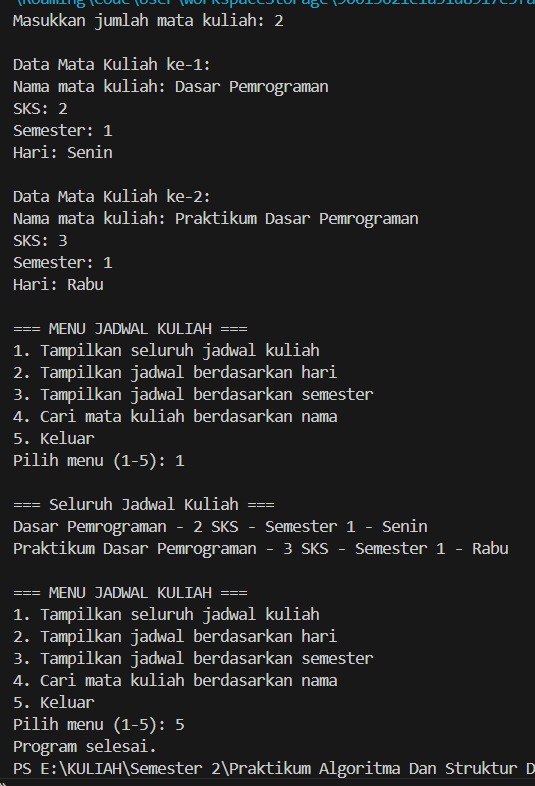 Masukkan jumlah mata kuliah: 2
Data Mata Kuliah ke-1:
Nama mata kuliah: Dasar Pemrograman
SKS: 2
Semester: 1
Hari: Senin
Data Mata Kuliah ke-2:
Nama mata kuliah: Praktikum Dasar Pemrograman
SKS: 3
Semester: 1
Hari: Rabu
=== MENU JADWAL KULIAH ===
1. Tampilkan seluruh jadwal kuliah
2. Tampilkan jadwal berdasarkan hari
3. Tampilkan jadwal berdasarkan semester
4. Cari mata kuliah berdasarkan nama
5. Keluar
Pilih menu (1-5): 1
=== Seluruh Jadwal Kuliah ===
Dasar Pemrograman - 2 SKS - Semester 1 - Senin
Praktikum Dasar Pemrograman - 3 SKS - Semester 1 - Rabu
=== MENU JADWAL KULIAH ===
1. Tampilkan seluruh jadwal kuliah
2. Tampilkan jadwal berdasarkan hari
3. Tampilkan jadwal berdasarkan semester
4. Cari mata kuliah berdasarkan nama
5. Keluar
Pilih menu (1-5): 5
Program selesai.
PS E:\KULIAH\Semester 2\Praktikum Algoritma Dan Struktur D